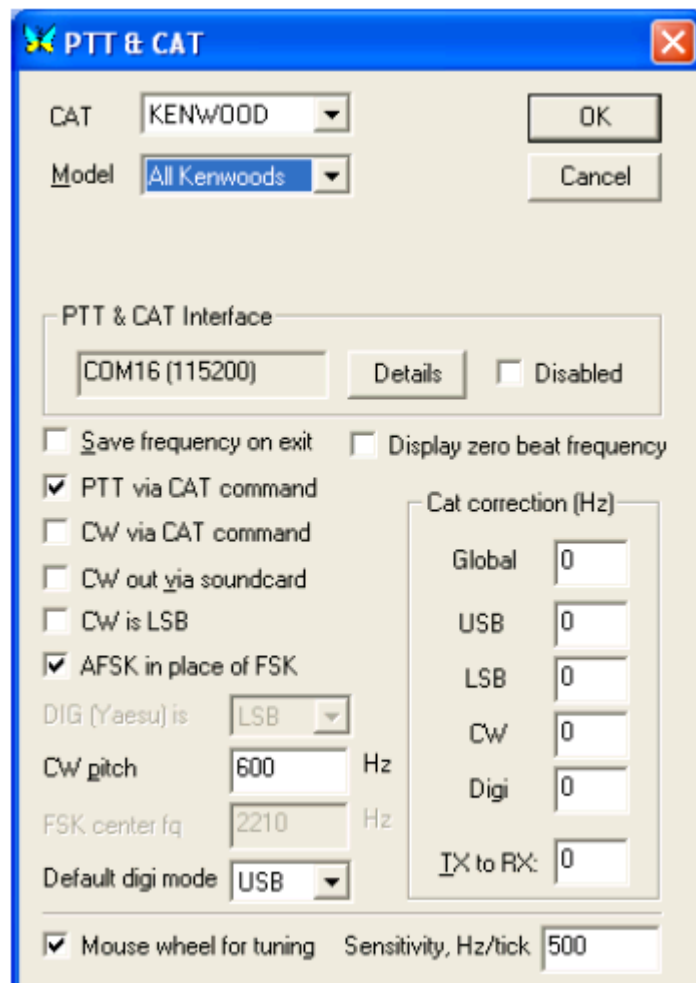 PTT & CAT
CAT KENWOOD OK
Model All Kenwoods Cancel
PTT & CAT Interface
COM16 (115200) Details Disabled
Save frequency on exit Display zero beat frequency
PTT via CAT command
Cat correction (Hz)
CW via CAT command
Global 0
CW out via soundcard
CW is LSB
USB 0
AFSK in place of FSK
LSB 0
DIG (Yaesu) is LSB
CW 0
CW pitch 600 Hz
Digi 0
FSK center fq 2210 Hz
TX to RX: 0
Default digi mode USB
Mouse wheel for tuning Sensitivity, Hz/tick 500